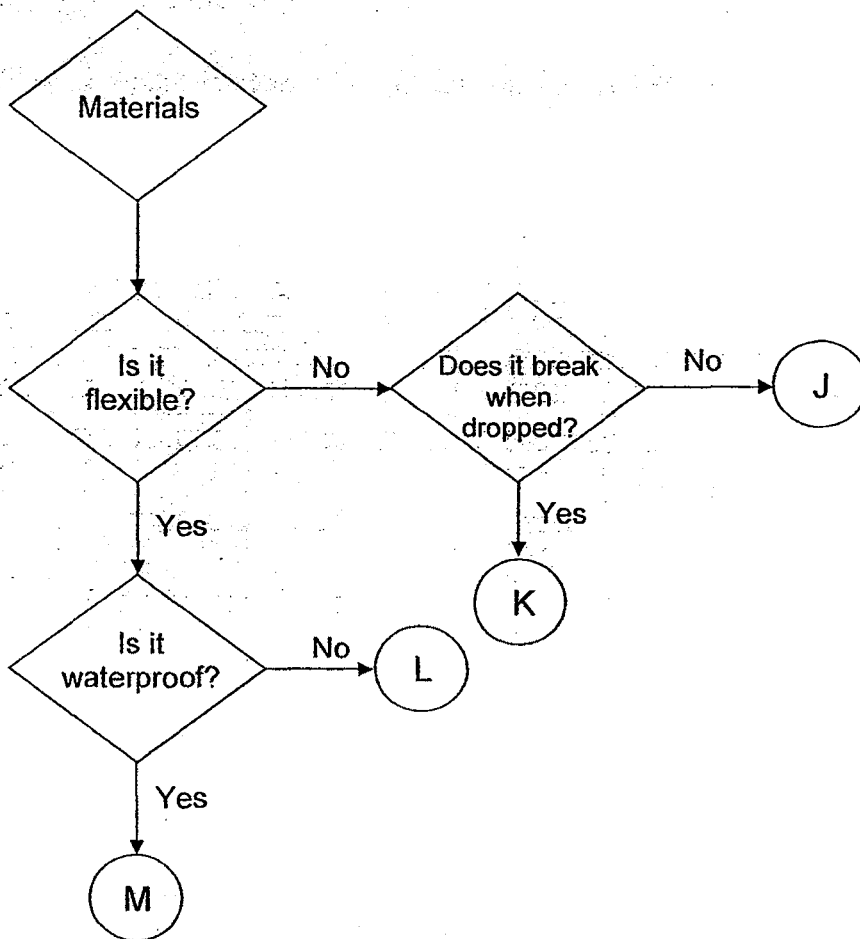 Materials
Is it
flexible?
No
Does it break
when
dropped?
No
J
Yes
Yes
K
Is it
waterproof?
No
L
Yes
M